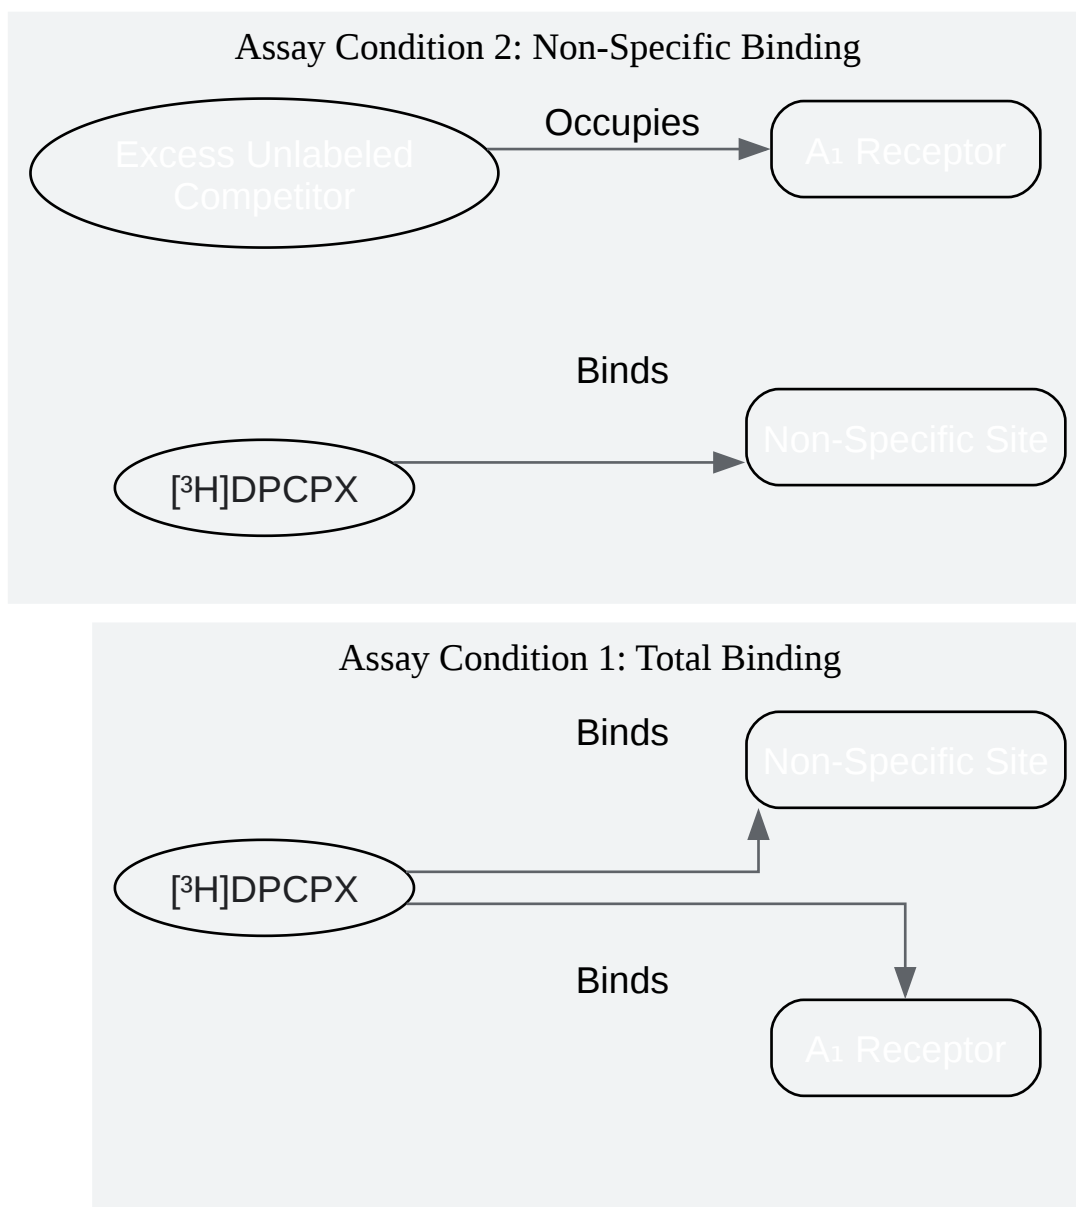 Assay Condition 2: Non-Specific Binding
Occupies
Excess Unlabeled
Competitor
A₁ Receptor
Binds
Non-Specific Site
[³H]DPCPX
Assay Condition 1: Total Binding
Binds
Non-Specific Site
[³H]DPCPX
Binds
A₁ Receptor